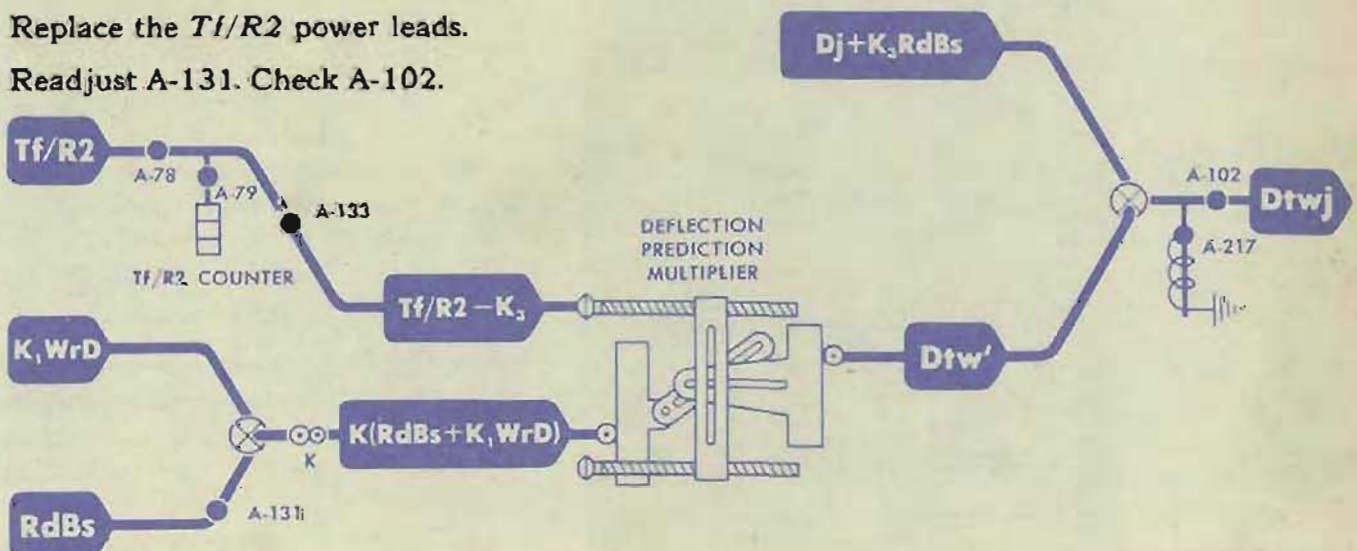 Replace the Tf/R2 power leads.
Readjust A-131. Check A-102.
Dj+K₃RdBs
Tf/R2
A-78
A-79
A-133
Tf/R2 COUNTER
Tf/R2-K₃
DEFLECTION
PREDICTION
MULTIPLIER
A-102
Dtwj
A-217
K₁WrD
Dtw'
K(RdBs+K₁WrD)
K
RdBs
A-131